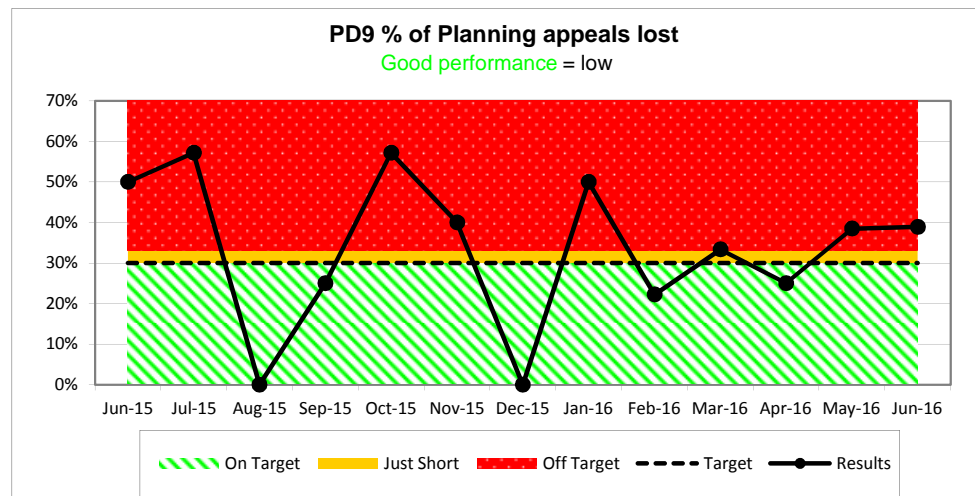 PD9 % of Planning appeals lost
Good performance = low
70%
60%
50%
40%
30%
20%
10%
0%
Jun-15 Jul-15 Aug-15 Sep-15 Oct-15 Nov-15 Dec-15 Jan-16 Feb-16 Mar-16 Apr-16 May-16 Jun-16
On Target Just Short Off Target Target Results